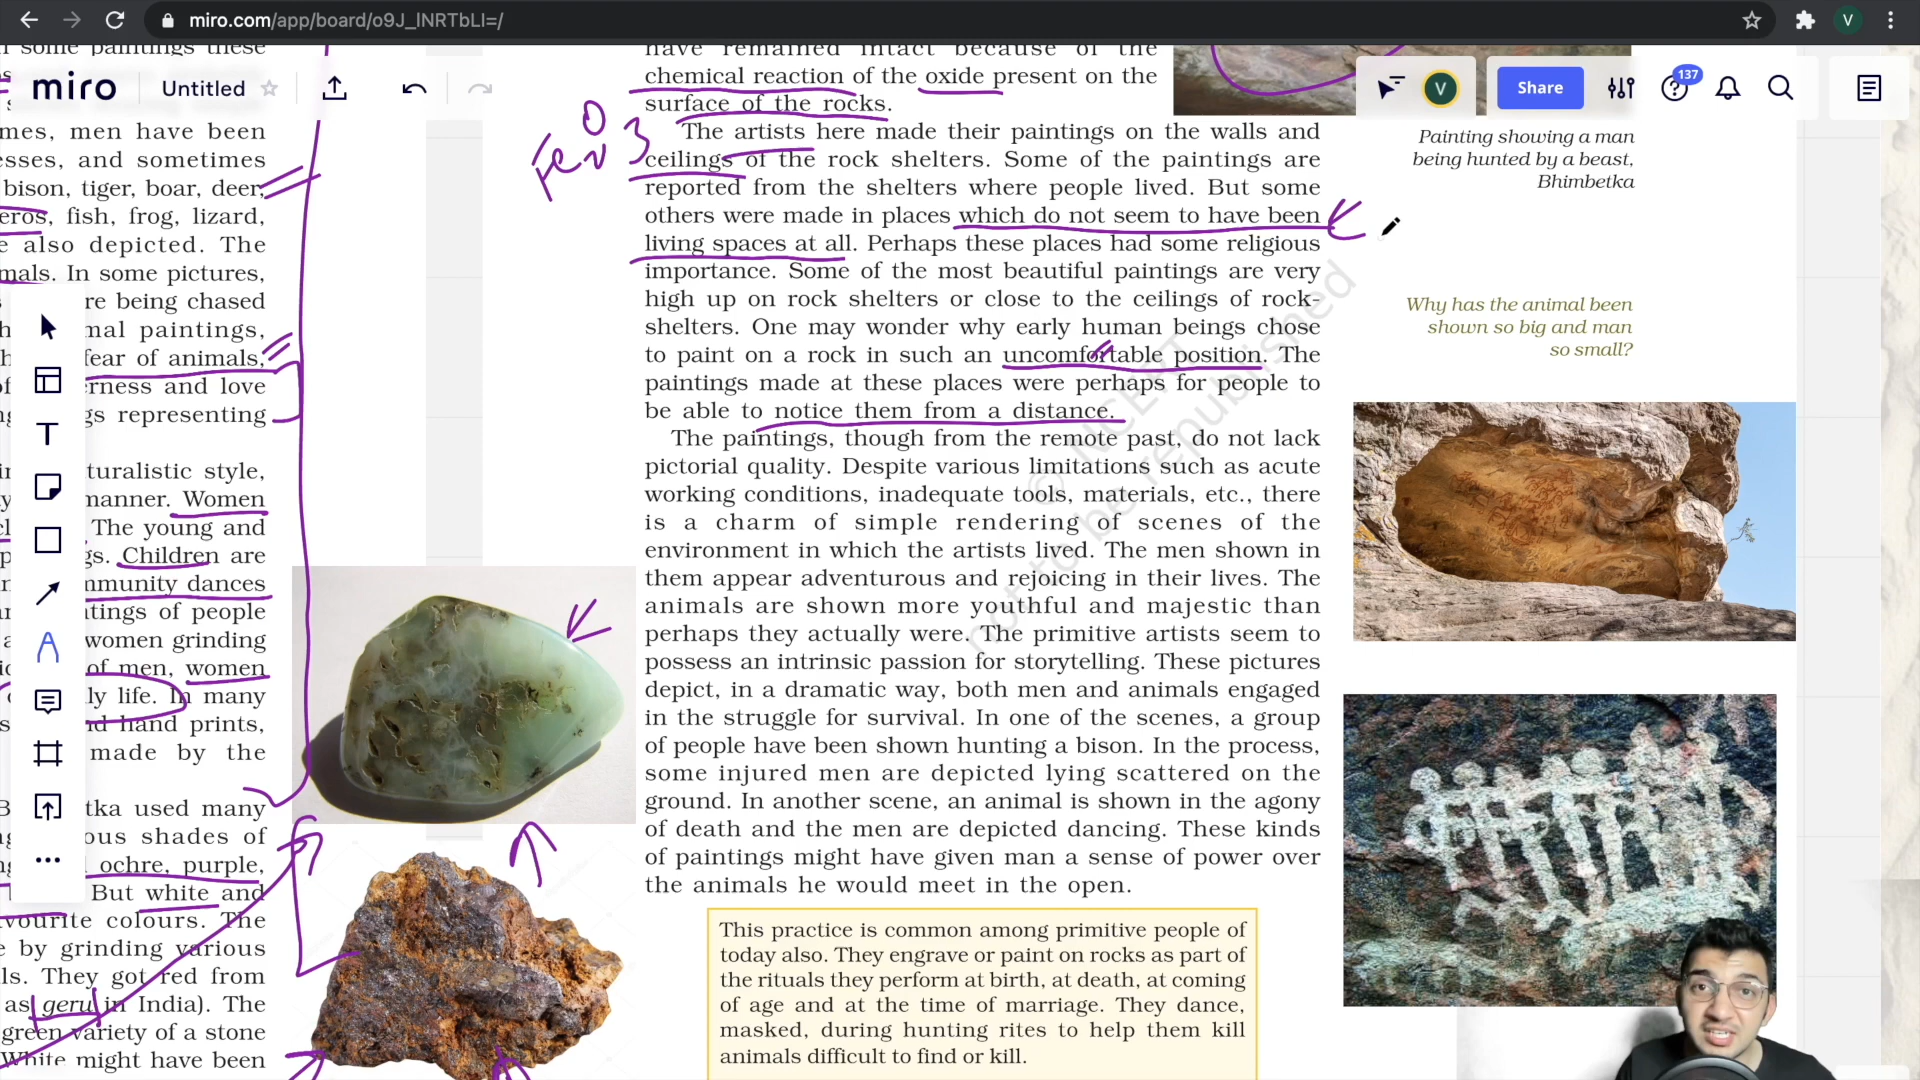 miro.com/app/board/o9J_lNRTbLI=/
V
miro
Untitled
V
Share
137
n some paintings these
mes, men have been
esses, and sometimes
bison, tiger, boar, deer,
eros, fish, frog, lizard,
e also depicted. The
mals. In some pictures,
re being chased
mal paintings,
fear of animals,
erness and love
gs representing
turalistic style,
manner. Women
The young and
gs. Children are
mmunity dances
tings of people
women grinding
of men, women
ly life. In many
nd hand prints,
made by the
tka used many
ous shades of
ochre, purple,
But white and
vourite colours. The
e by grinding various
ls. They got red from
as geru in India). The
green variety of a stone
White might have been
have remained intact because of the
chemical reaction of the oxide present on the
surface of the rocks.
The artists here made their paintings on the walls and
ceilings of the rock shelters. Some of the paintings are
reported from the shelters where people lived. But some
others were made in places which do not seem to have been
living spaces at all. Perhaps these places had some religious
importance. Some of the most beautiful paintings are very
high up on rock shelters or close to the ceilings of rock-
shelters. One may wonder why early human beings chose
to paint on a rock in such an uncomfortable position. The
paintings made at these places were perhaps for people to
be able to notice them from a distance.
The paintings, though from the remote past, do not lack
pictorial quality. Despite various limitations such as acute
working conditions, inadequate tools, materials, etc., there
is a charm of simple rendering of scenes of the
environment in which the artists lived. The men shown in
them appear adventurous and rejoicing in their lives. The
animals are shown more youthful and majestic than
perhaps they actually were. The primitive artists seem to
possess an intrinsic passion for storytelling. These pictures
depict, in a dramatic way, both men and animals engaged
in the struggle for survival. In one of the scenes, a group
of people have been shown hunting a bison. In the process,
some injured men are depicted lying scattered on the
ground. In another scene, an animal is shown in the agony
of death and the men are depicted dancing. These kinds
of paintings might have given man a sense of power over
the animals he would meet in the open.
This practice is common among primitive people of
today also. They engrave or paint on rocks as part of
the rituals they perform at birth, at death, at coming
of age and at the time of marriage. They dance,
masked, during hunting rites to help them kill
animals difficult to find or kill.
Painting showing a man
being hunted by a beast,
Bhimbetka
Why has the animal been
shown so big and man
so small?
© NCERT
not to be republished